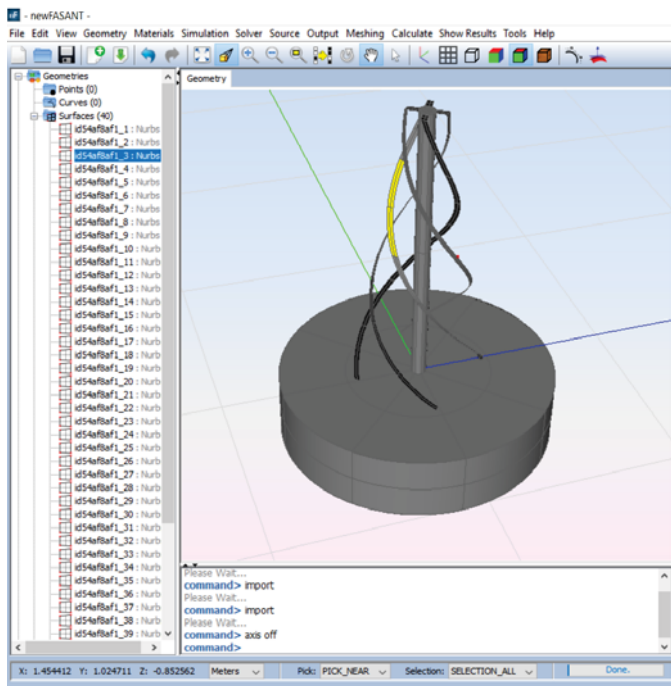 - newFASANT -
File Edit View Geometry Materials Simulation Solver Source Output Meshing Calculate Show Results Tools Help
Geometries
Points (0)
Curves (0)
Surfaces (40)
id54af8af1_1 : Nurbs
id54af8af1_2 : Nurbs
id54af8af1_3 : Nurbs
id54af8af1_4 : Nurbs
id54af8af1_5 : Nurbs
id54af8af1_6 : Nurbs
id54af8af1_7 : Nurbs
id54af8af1_8 : Nurbs
id54af8af1_9 : Nurbs
id54af8af1_10 : Nurb
id54af8af1_11 : Nurb
id54af8af1_12 : Nurb
id54af8af1_13 : Nurb
id54af8af1_14 : Nurb
id54af8af1_15 : Nurb
id54af8af1_16 : Nurb
id54af8af1_17 : Nurb
id54af8af1_18 : Nurb
id54af8af1_19 : Nurb
id54af8af1_20 : Nurb
id54af8af1_21 : Nurb
id54af8af1_22 : Nurb
id54af8af1_23 : Nurb
id54af8af1_24 : Nurb
id54af8af1_25 : Nurb
id54af8af1_26 : Nurb
id54af8af1_27 : Nurb
id54af8af1_28 : Nurb
id54af8af1_29 : Nurb
id54af8af1_30 : Nurb
id54af8af1_31 : Nurb
id54af8af1_32 : Nurb
id54af8af1_33 : Nurb
id54af8af1_34 : Nurb
id54af8af1_35 : Nurb
id54af8af1_36 : Nurb
id54af8af1_37 : Nurb
id54af8af1_38 : Nurb
id54af8af1_39 : Nurb
Geometry
Please Wait...
command> import
Please Wait...
command> import
Please Wait...
command> axis off
command>
X: 1.454412 Y: 1.024711 Z: -0.852562 Meters Pick: PICK_NEAR Selection: SELECTION_ALL Done.